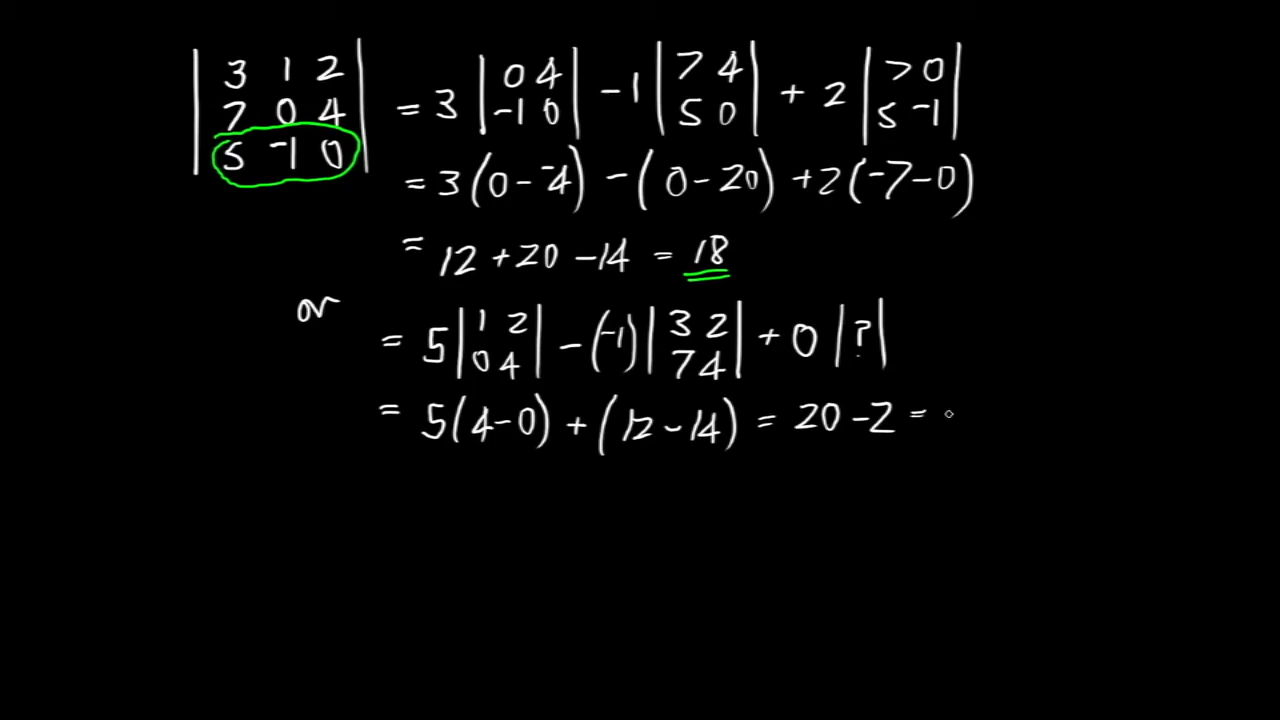 | 3 1 2 |
| 7 0 4 | = 3 | 0 4 | - 1 | 7 4 | + 2 | 7 0 |
| 5 -1 0 | | -1 0 | | 5 0 | | 5 -1 |
= 3 (0 - -4) - (0 - 20) + 2 (-7 - 0)
= 12 + 20 - 14 = 18
or
= 5 | 1 2 | - (-1) | 3 2 | + 0 | ? |
| 0 4 | | 7 4 |
= 5 (4 - 0) + (12 - 14) = 20 - 2 =